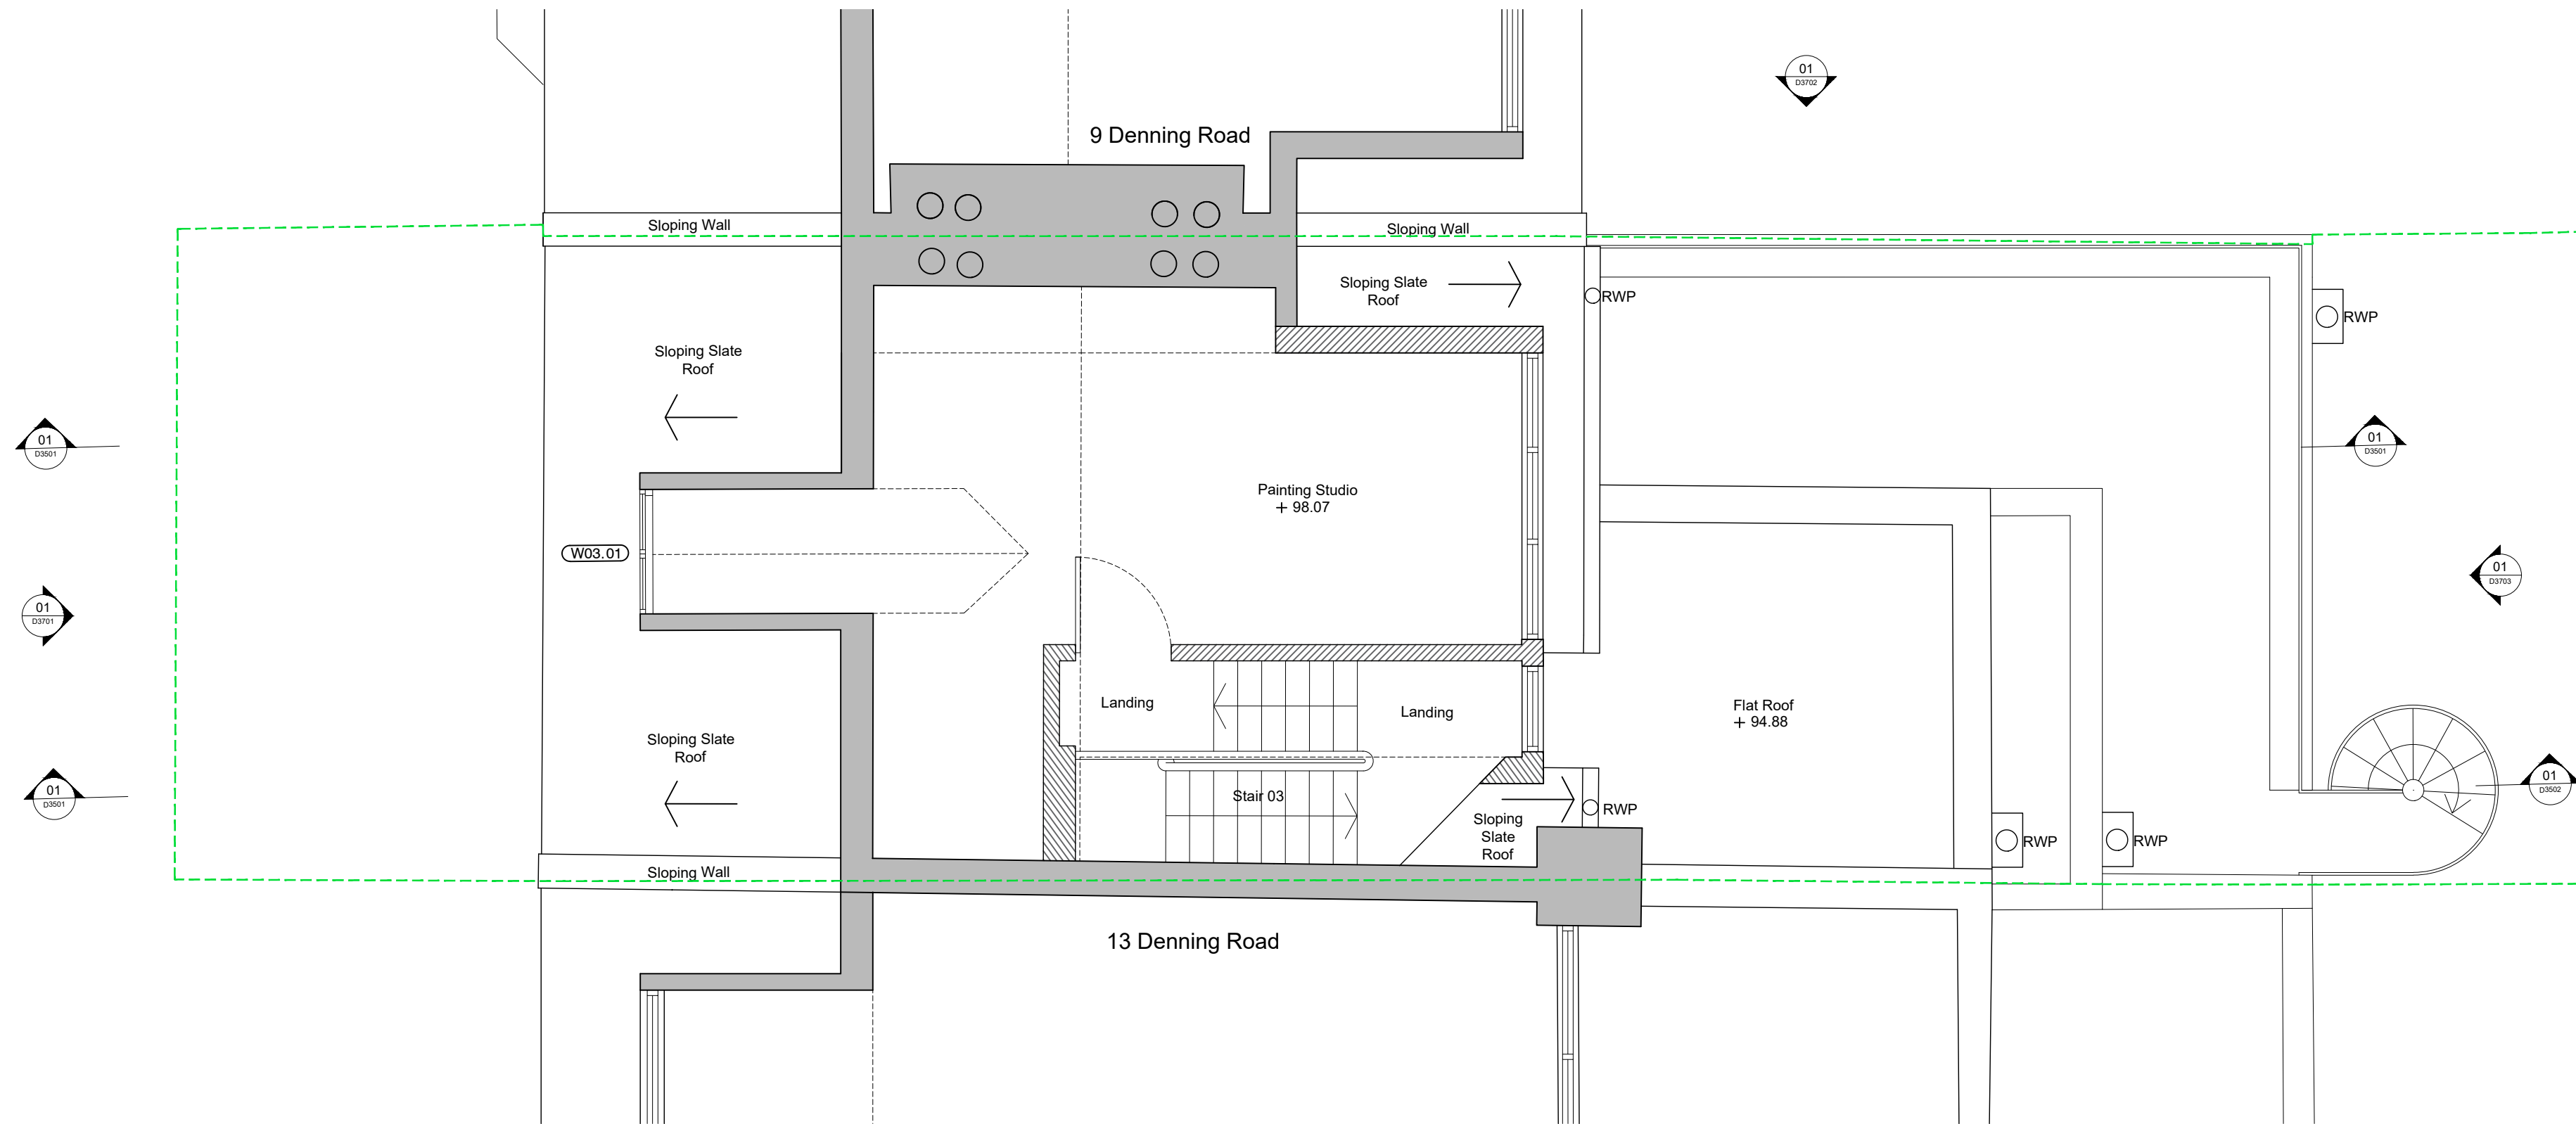 01
D3702
9 Denning Road
Sloping Wall
Sloping Wall
Sloping Slate
Roof
RWP
RWP
Sloping Slate
Roof
01
D3501
01
D3501
Painting Studio
+ 98.07
W03.01
01
D3703
01
D3701
Landing
Landing
Flat Roof
+ 94.88
Sloping Slate
Roof
01
D3501
Stair 03
01
D3502
RWP
Sloping
Slate
Roof
RWP
RWP
Sloping Wall
13 Denning Road